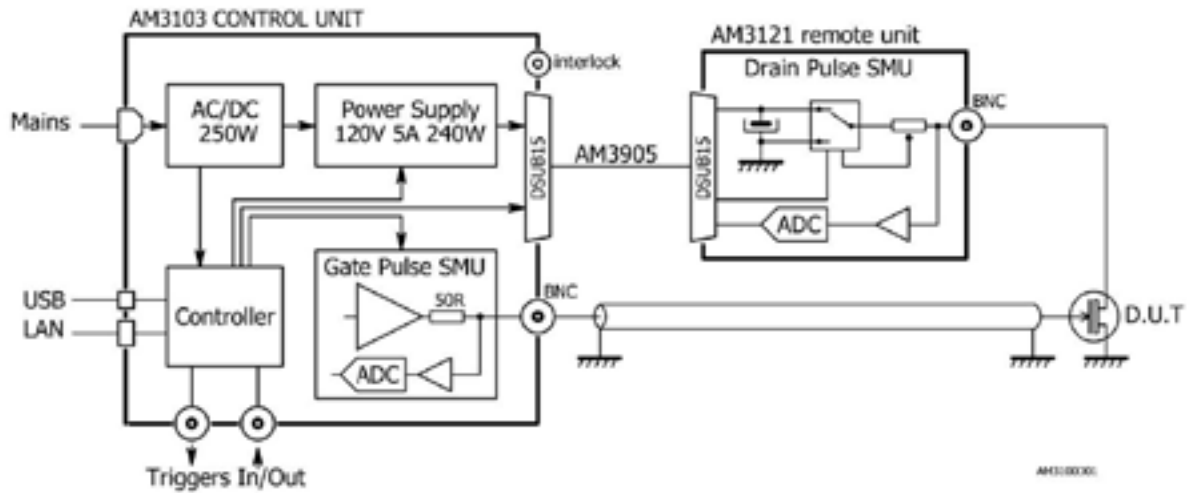 AM3103 CONTROL UNIT
interlock
AM3121 remote unit
Drain Pulse SMU
BNC
Mains
AC/DC
250W
Power Supply
120V 5A 240W
DSUB15
AM3905
DSUB15
ADC
Gate Pulse SMU
50R
BNC
ADC
USB
LAN
Controller
D.U.T
Triggers In/Out
AM3100301